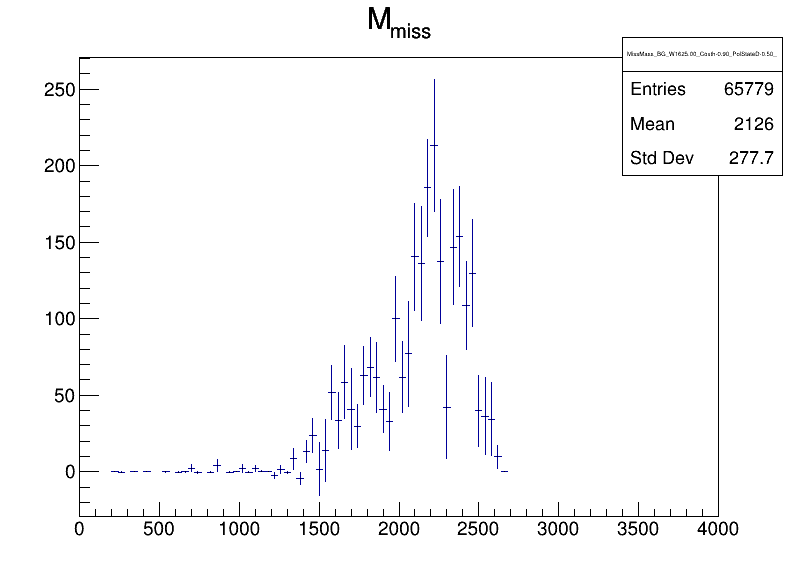 M_miss
MissMass_BG_W1625.00_Costh-0.90_PolStateD-0.50_
Entries 65779
Mean 2126
Std Dev 277.7
250
200
150
100
50
0
0 500 1000 1500 2000 2500 3000 3500 4000